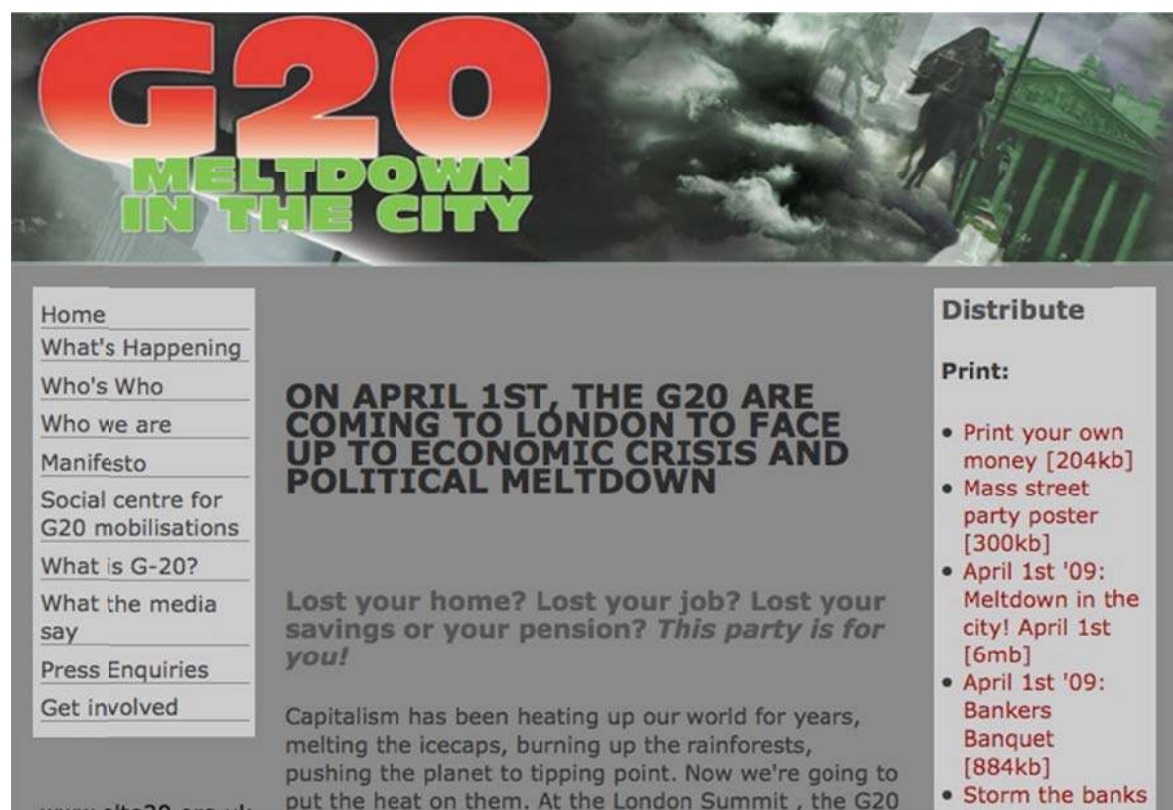 G20
MELTDOWN
IN THE CITY
Home
What's Happening
Who's Who
Who we are
Manifesto
Social centre for
G20 mobilisations
What is G-20?
What the media
say
Press Enquiries
Get involved
ON APRIL 1ST, THE G20 ARE
COMING TO LONDON TO FACE
UP TO ECONOMIC CRISIS AND
POLITICAL MELTDOWN
Lost your home? Lost your job? Lost your
savings or your pension? This party is for
you!
Capitalism has been heating up our world for years,
melting the icecaps, burning up the rainforests,
pushing the planet to tipping point. Now we're going to
put the heat on them. At the London Summit , the G20
Distribute
Print:
• Print your own
money [204kb]
• Mass street
party poster
[300kb]
• April 1st '09:
Meltdown in the
city! April 1st
[6mb]
• April 1st '09:
Bankers
Banquet
[884kb]
• Storm the banks